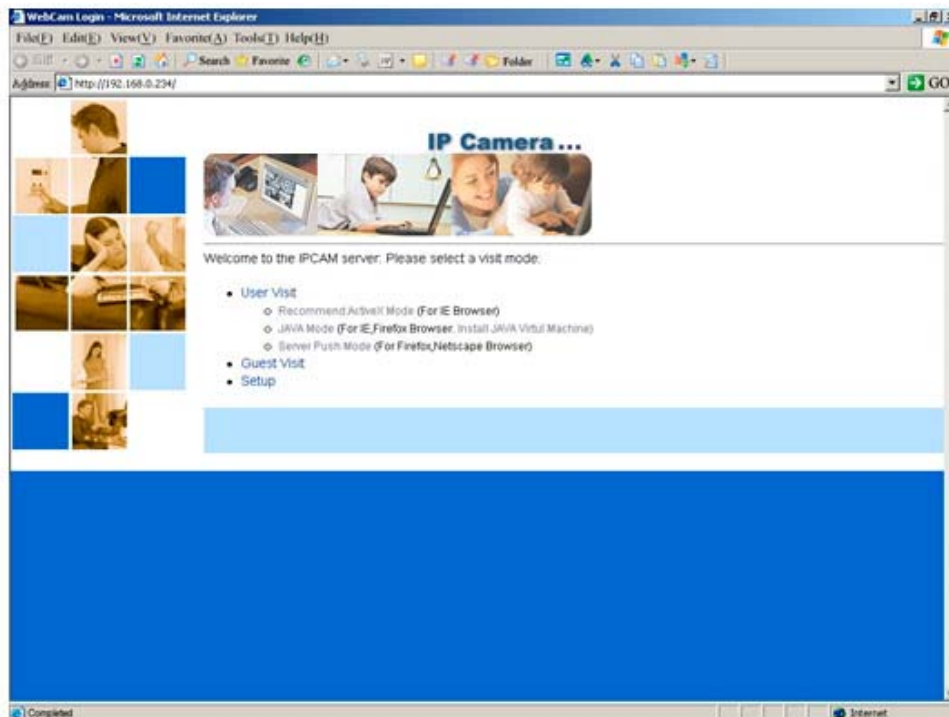 WebCam Login - Microsoft Internet Explorer
File(F) Edit(E) View(V) Favorite(A) Tools(T) Help(H)
Search Favorite Folder
Address http://192.168.0.234/ GO
IP Camera...
Welcome to the IPCAM server. Please select a visit mode:
User Visit
Recommend ActiveX Mode (For IE Browser)
JAVA Mode (For IE,Firefox Browser. Install JAVA Virtul Machine)
Server Push Mode (For Firefox,Netscape Browser)
Guest Visit
Setup
Completed Internet